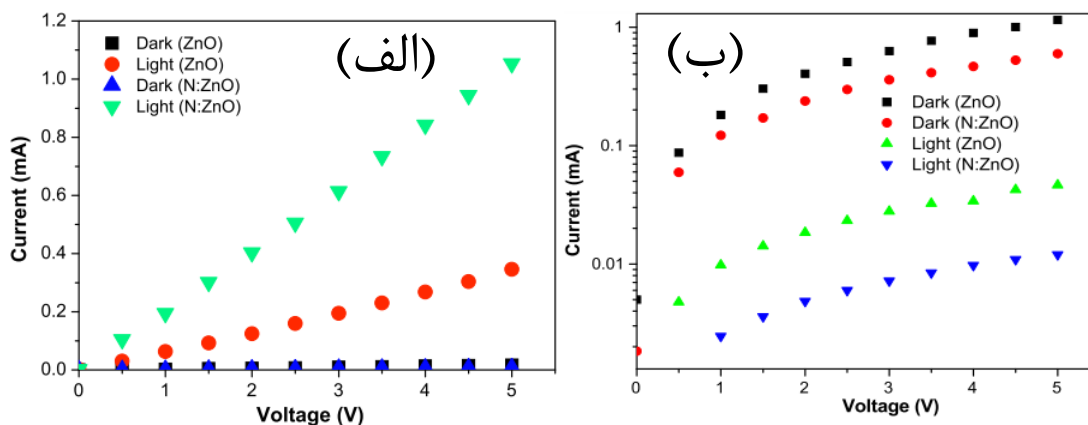 1.2
1.0
0.8
0.6
0.4
0.2
0.0
Current (mA)
Dark (ZnO)
Light (ZnO)
Dark (N:ZnO)
Light (N:ZnO)
(الف)
0 1 2 3 4 5
Voltage (V)
1
0.1
0.01
Current (mA)
(ب)
Dark (ZnO)
Dark (N:ZnO)
Light (ZnO)
Light (N:ZnO)
0 1 2 3 4 5
Voltage (V)